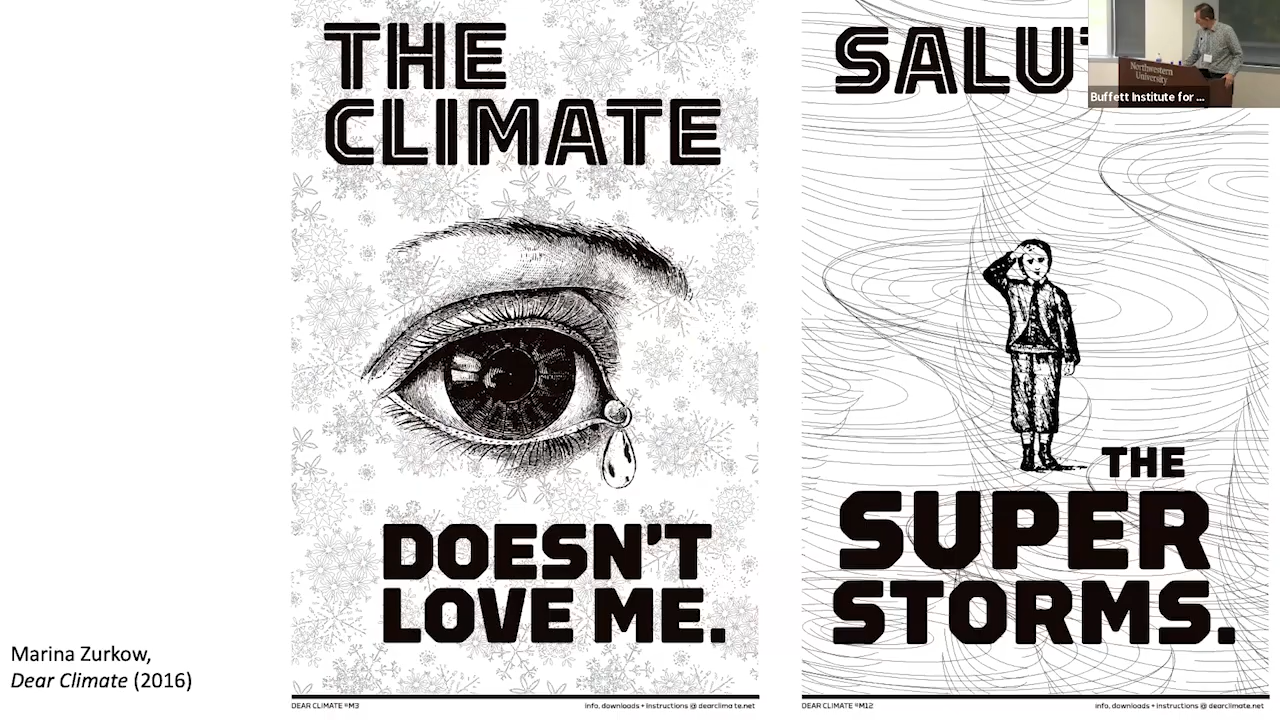 THE
CLIMATE
DOESN'T
LOVE ME.
DEAR CLIMATE #M3
info, downloads + instructions @ dearclimate.net
SALU
THE
SUPER
STORMS.
DEAR CLIMATE #M12
info, downloads + instructions @ dearclimate.net
Northwestern
University
Buffett Institute for ...
Marina Zurkow,
Dear Climate (2016)